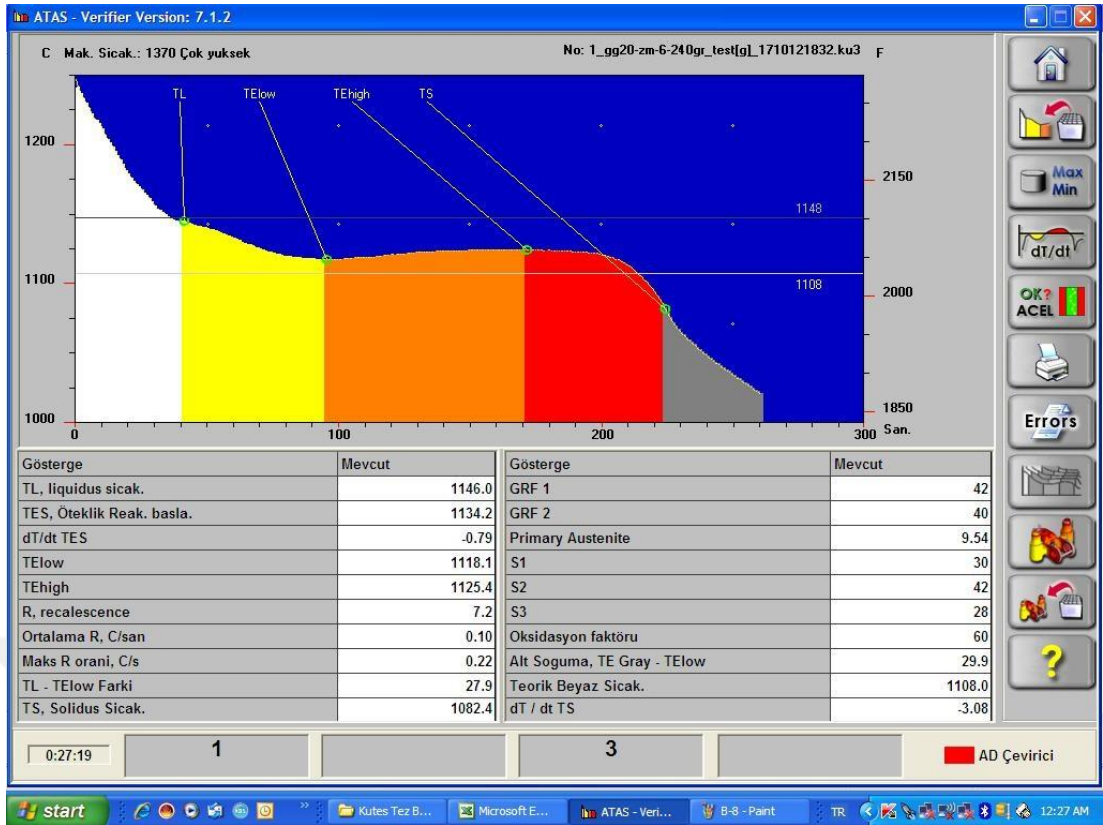 ATAS - Verifier Version: 7.1.2
C Mak. Sicak.: 1370 Çok yuksek No: 1_gg20-zm-6-240gr_test[g]_1710121832.ku3 F
TL TElow TEhigh TS
1200
2150
1148
1100
1108
2000
1000
1850
0 100 200 300 San.
Gösterge Mevcut Gösterge Mevcut
TL, liquidus sicak. 1146.0 GRF 1 42
TES, Öteklik Reak. basla. 1134.2 GRF 2 40
dT/dt TES -0.79 Primary Austenite 9.54
TElow 1118.1 S1 30
TEhigh 1125.4 S2 42
R, recalescence 7.2 S3 28
Ortalama R, C/san 0.10 Oksidasyon faktöru 60
Maks R orani, C/s 0.22 Alt Soguma, TE Gray - TElow 29.9
TL - TElow Farki 27.9 Teorik Beyaz Sicak. 1108.0
TS, Solidus Sicak. 1082.4 dT / dt TS -3.08
0:27:19 1 3 AD Çevirici
Max
Min
dT/dt
OK?
ACEL
Errors
?
start » Kutes Tez B... Microsoft E... ATAS - Veri... B-8 - Paint TR 12:27 AM